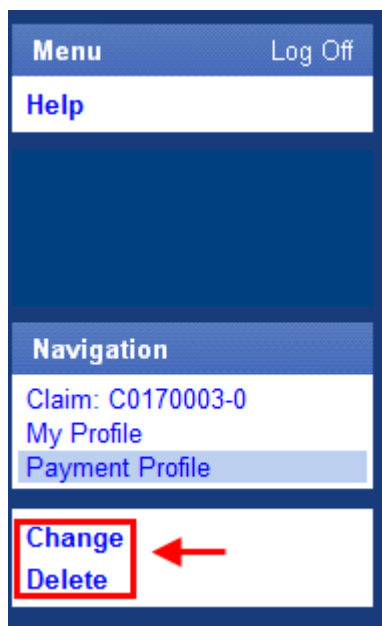 Menu Log Off
Help
Navigation
Claim: C0170003-0
My Profile
Payment Profile
Change
Delete